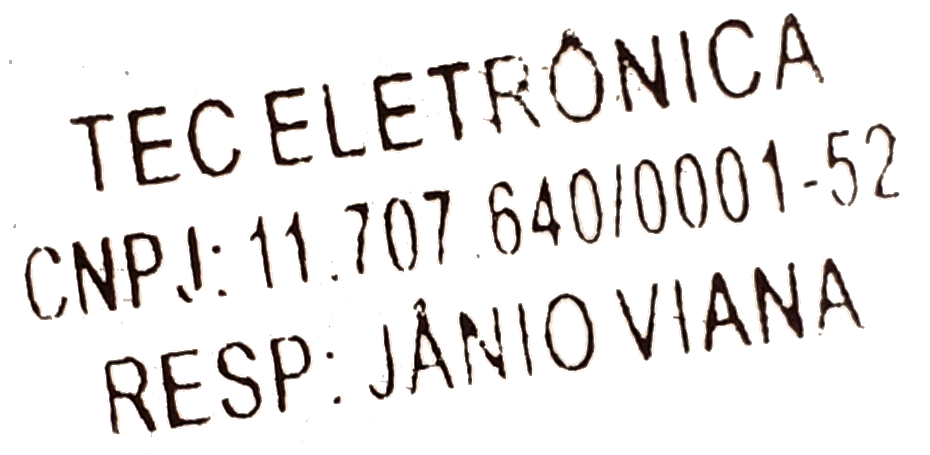 TEC ELETRÔNICA
CNPJ: 11.707.640/0001-52
RESP: JÂNIO VIANA